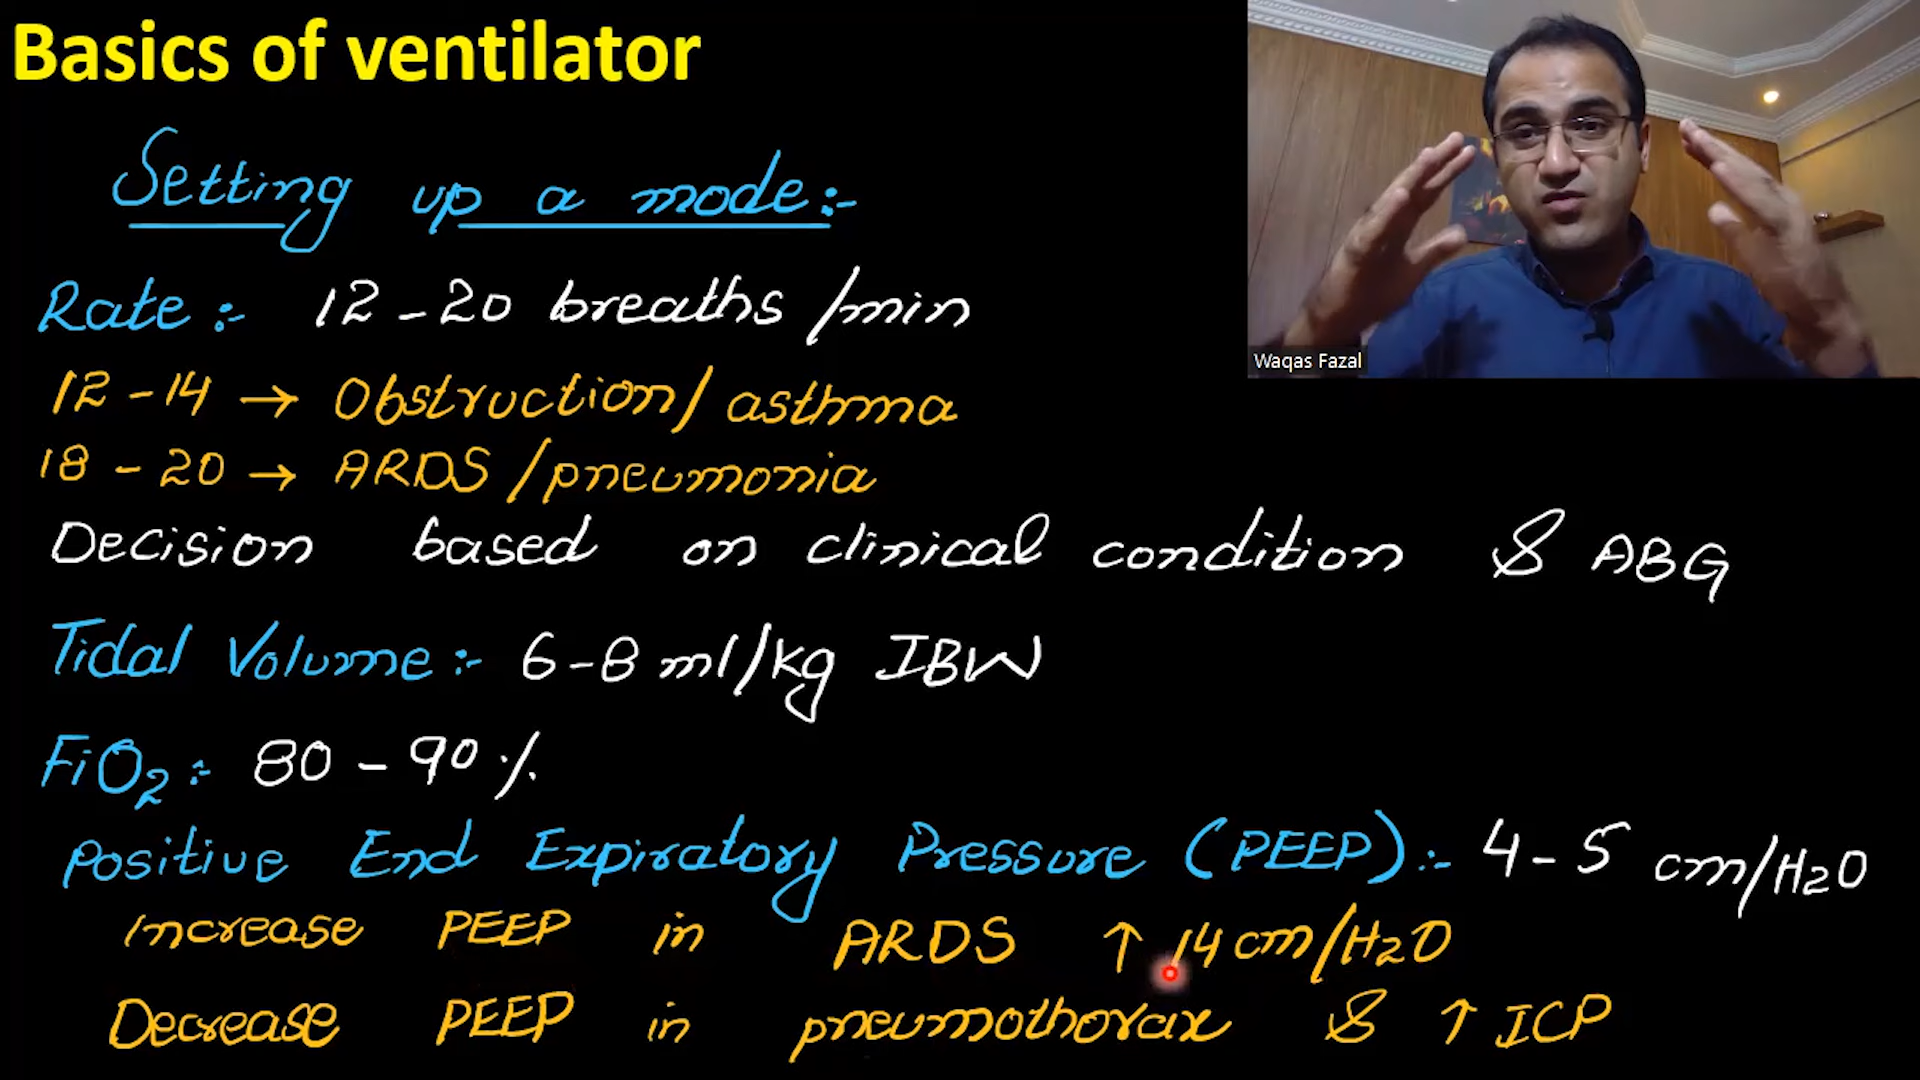 Basics of ventilator
Setting up a mode:-
Rate :- 12 - 20 breaths /min
12 - 14 → Obstruction/ asthma
18 - 20 → ARDS /pneumonia
Decision based on clinical condition & ABG
Tidal Volume :- 6-8 ml/kg IBW
FiO2 :- 80 - 90 %
Positive End Expiratory Pressure (PEEP) :- 4-5 cm/H2O
Increase PEEP in ARDS ↑ 14 cm/H2O
Decrease PEEP in pneumothorax & ↑ ICP
Waqas Fazal